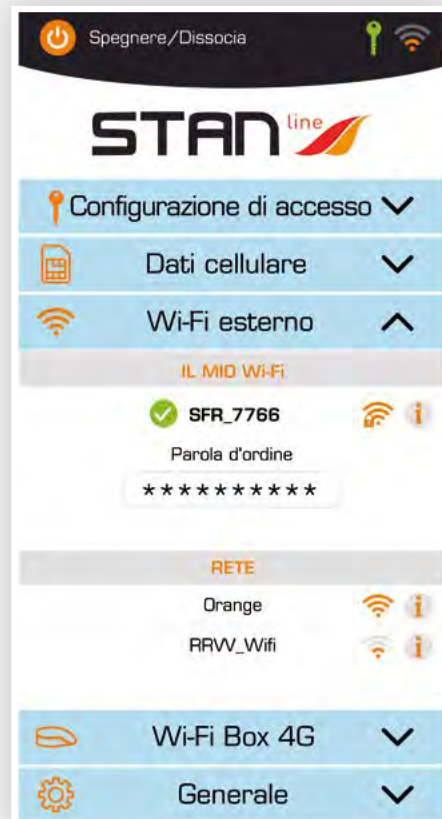 Spegnere/Dissocia
STAN line
Configurazione di accesso
Dati cellulare
Wi-Fi esterno
IL MIO Wi-Fi
SFR_7766 i
Parola d'ordine
**********
RETE
Orange i
RRVV_Wifi i
Wi-Fi Box 4G
Generale